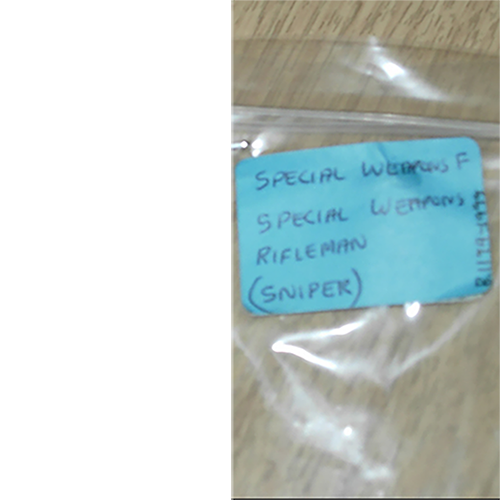 SPECIAL WEAPONS F
SPECIAL WEAPONS
RIFLEMAN
(SNIPER)